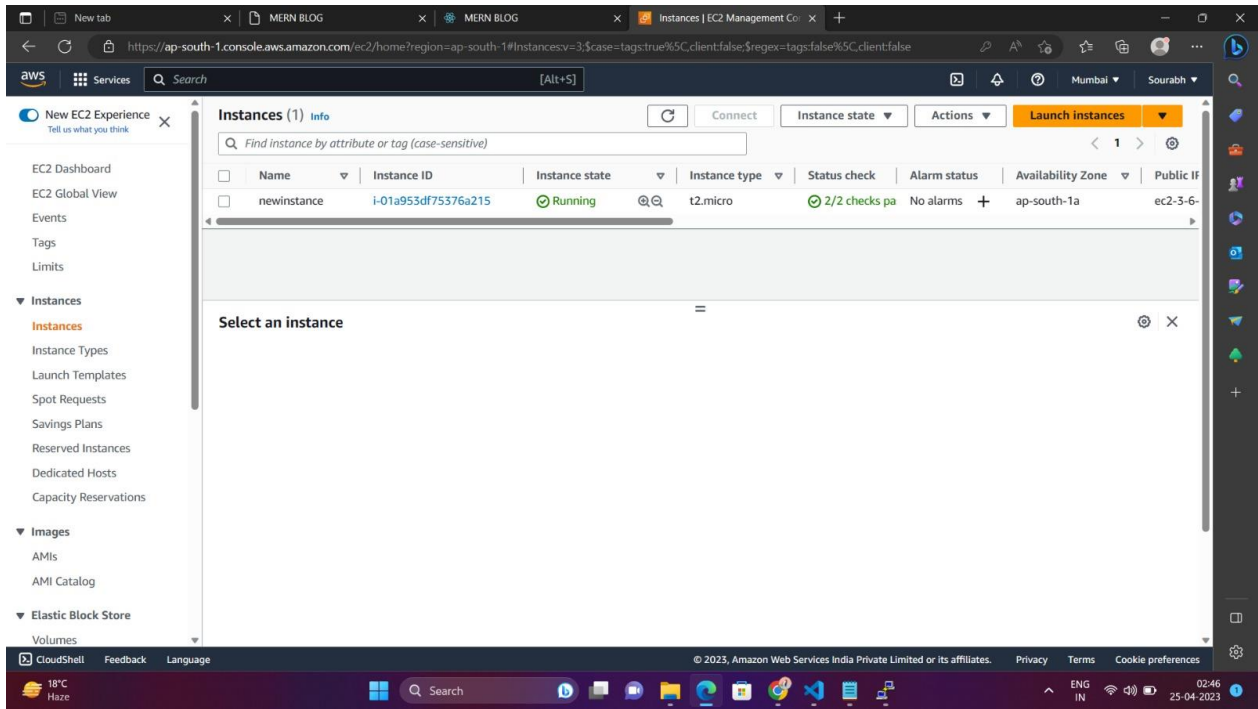 New tab
MERN BLOG
MERN BLOG
Instances | EC2 Management Cor
https://ap-south-1.console.aws.amazon.com/ec2/home?region=ap-south-1#Instances:v=3;$case=tags:true%5C,client:false;$regex=tags:false%5C,client:false
aws Services Search [Alt+S] Mumbai Sourabh
New EC2 Experience
Tell us what you think
EC2 Dashboard
EC2 Global View
Events
Tags
Limits
Instances
Instances
Instance Types
Launch Templates
Spot Requests
Savings Plans
Reserved Instances
Dedicated Hosts
Capacity Reservations
Images
AMIs
AMI Catalog
Elastic Block Store
Volumes
Instances (1) Info Connect Instance state Actions Launch instances
Find instance by attribute or tag (case-sensitive) 1
Name Instance ID Instance state Instance type Status check Alarm status Availability Zone Public IP
newinstance i-01a953df75376a215 Running t2.micro 2/2 checks pa No alarms + ap-south-1a ec2-3-6-
Select an instance
CloudShell Feedback Language © 2023, Amazon Web Services India Private Limited or its affiliates. Privacy Terms Cookie preferences
18°C
Haze
Search
ENG
IN
02:46
25-04-2023
1